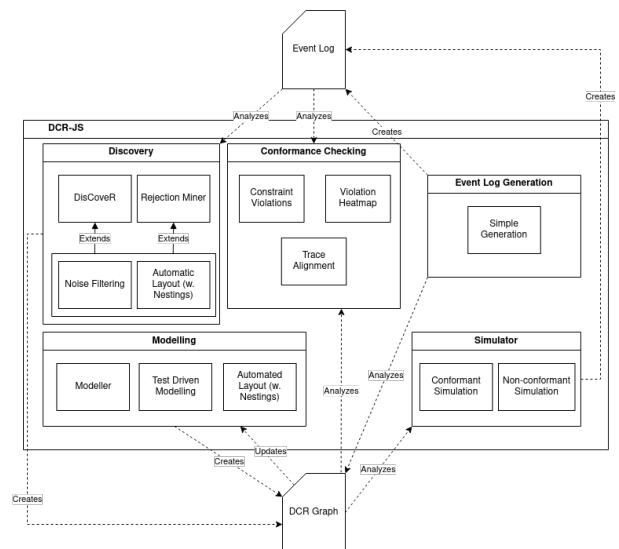 Event Log
Analyzes
Analyzes
Creates
Creates
DCR-JS
Discovery
DisCoveR
Rejection Miner
Extends
Extends
Noise Filtering
Automatic
Layout (w.
Nestings)
Conformance Checking
Constraint
Violations
Violation
Heatmap
Trace
Alignment
Event Log Generation
Simple
Generation
Modelling
Modeller
Test Driven
Modelling
Automated
Layout (w.
Nestings)
Analyzes
Analyzes
Simulator
Conformant
Simulation
Non-conformant
Simulation
Creates
Updates
Analyzes
Creates
DCR Graph